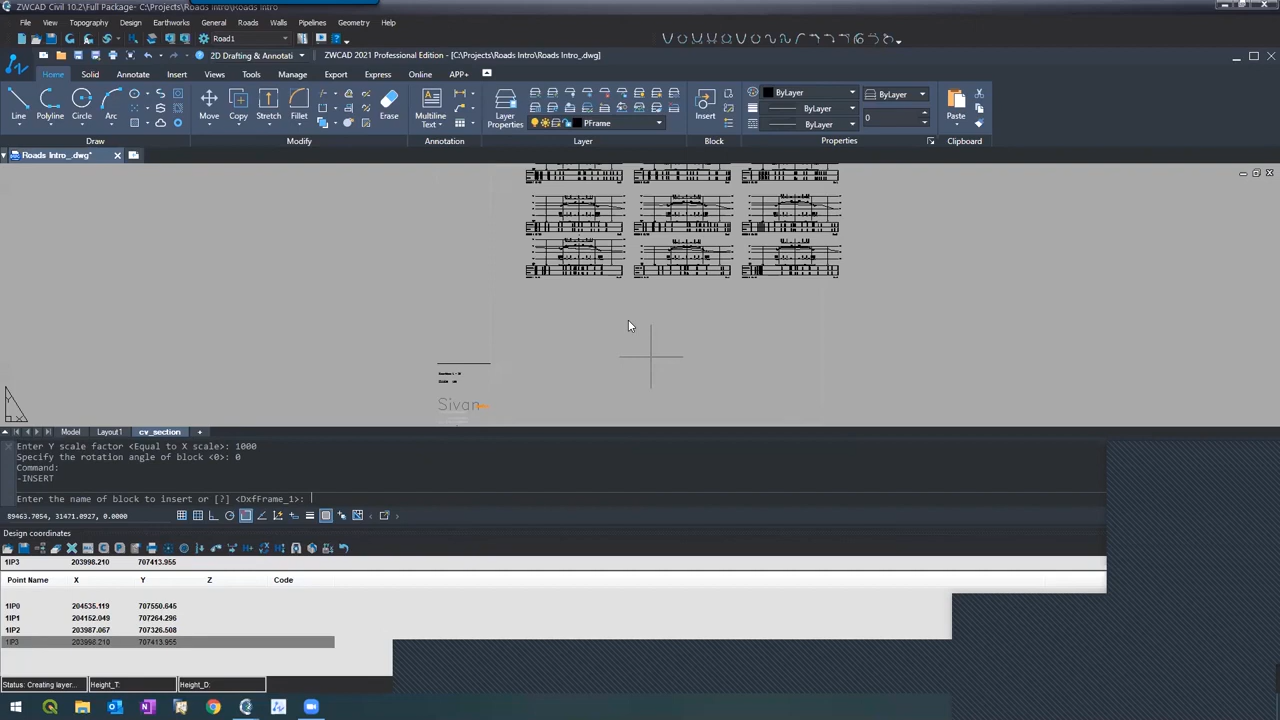 ZWCAD Civil 10.2\Full Package- C:\Projects\Roads Intro\Roads Intro
File View Topography Design Earthworks General Roads Walls Pipelines Geometry Help
Road1
2D Drafting & Annotati
ZWCAD 2021 Professional Edition - [C:\Projects\Roads Intro\Roads Intro_.dwg]
Home Solid Annotate Insert Views Tools Manage Export Express Online APP+
ByLayer
ByLayer
ByLayer
ByLayer
0
PFrame
Line Polyline Circle Arc Move Copy Stretch Fillet Erase Multiline Text Layer Properties Insert Paste
Draw Modify Annotation Layer Block Properties Clipboard
Roads Intro_.dwg*
Sivan
Y
X
Model Layout1 cv_section +
Enter Y scale factor <Equal to X scale>: 1000
Specify the rotation angle of block <0>: 0
Command:
-INSERT
Enter the name of block to insert or [?] <DxfFrame_1>:
89463.7054, 31471.0927, 0.0000
Design coordinates
1IP3 203998.210 707413.955
Point Name X Y Z Code
1IP0 204535.119 707550.645
1IP1 204152.049 707264.296
1IP2 203987.067 707326.508
1IP3 203998.210 707413.955
Status: Creating layer... Height_T: Height_D: